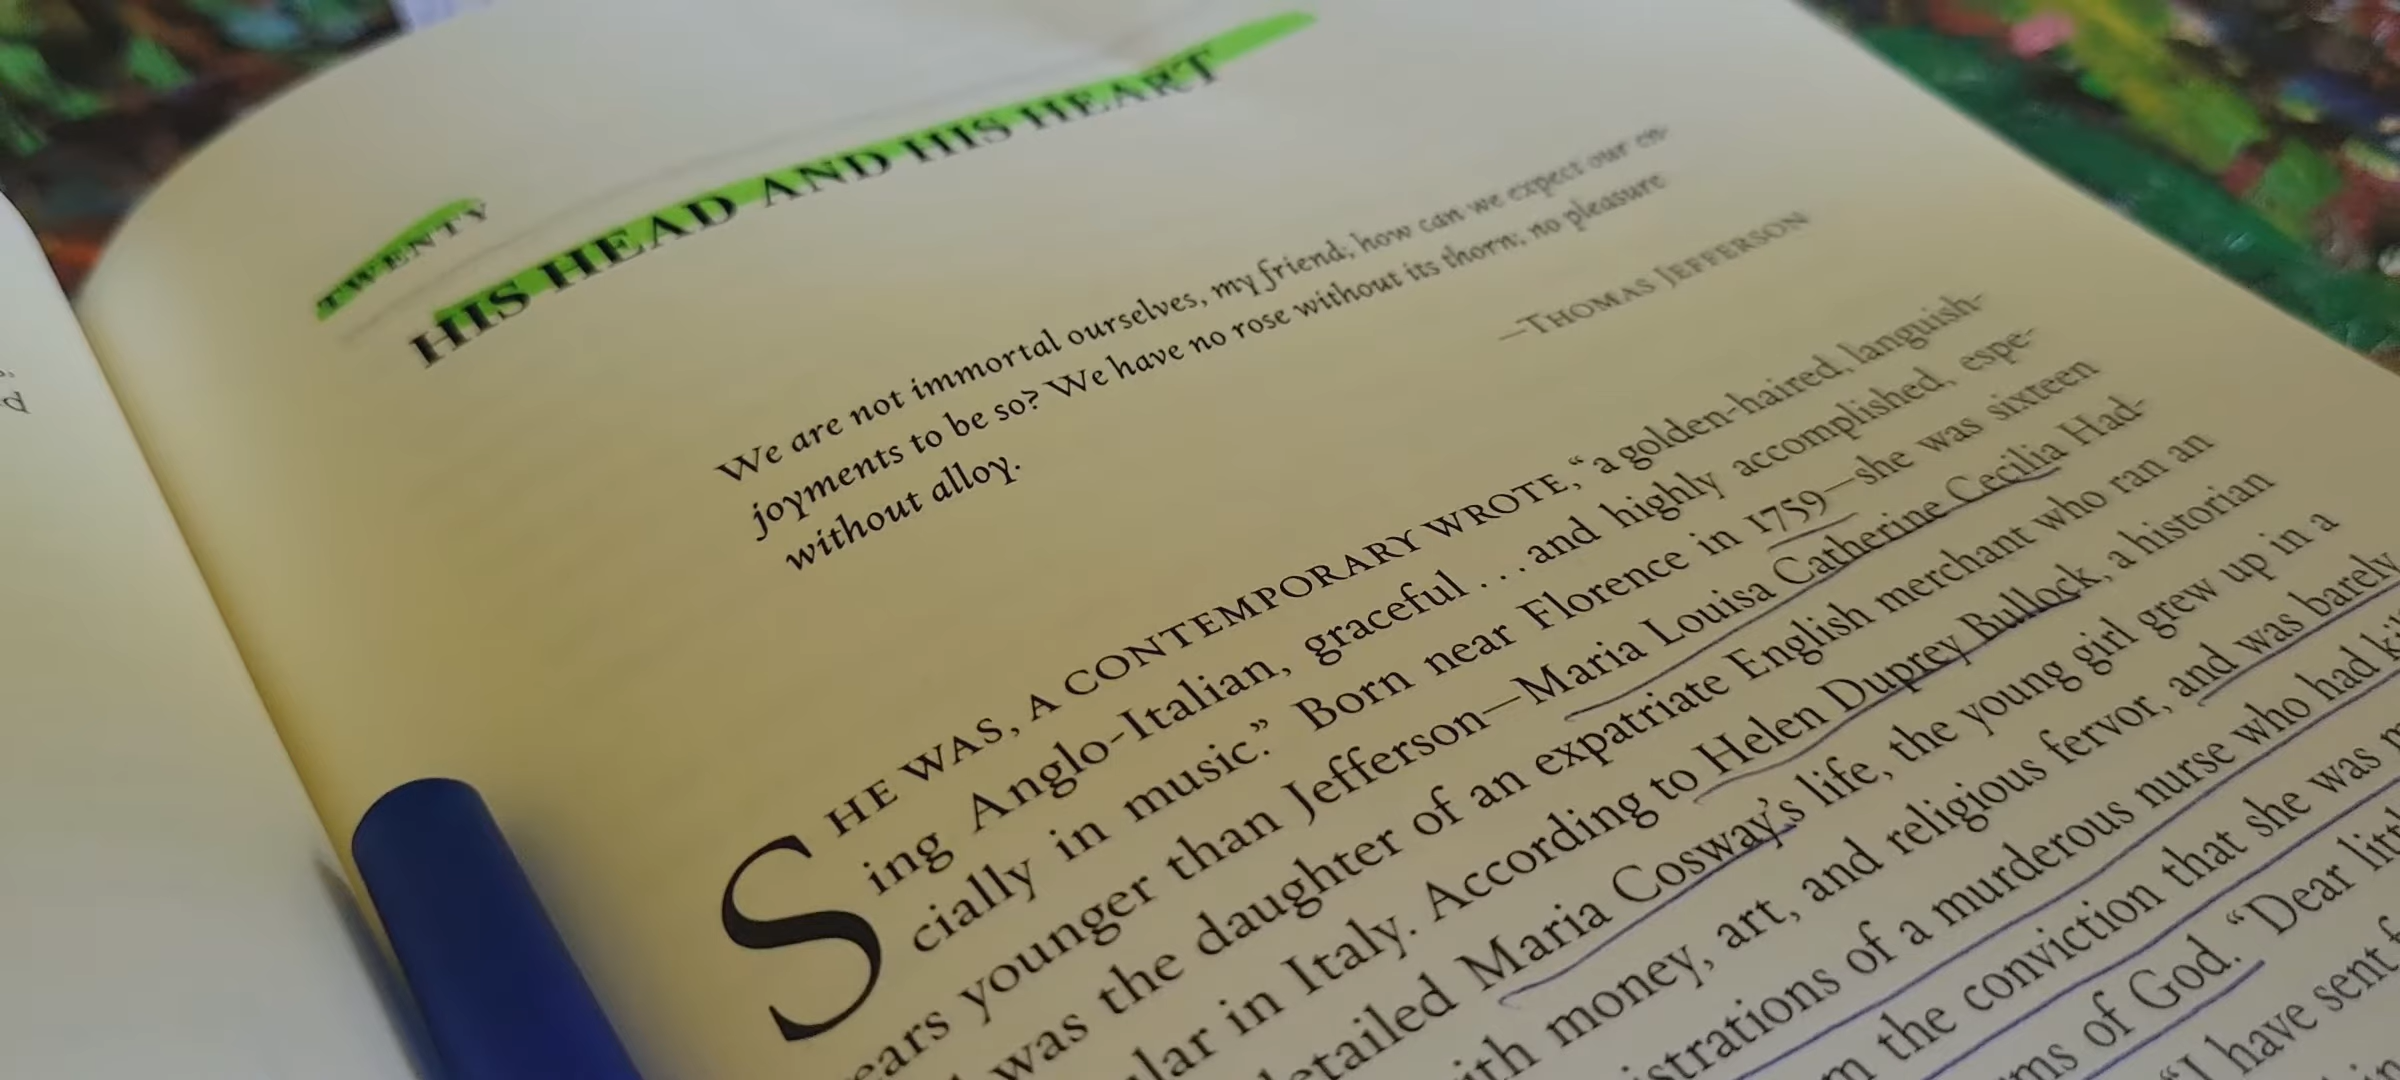 TWENTY
HIS HEAD AND HIS HEART
We are not immortal ourselves, my friend; how can we expect our en-
joyments to be so? We have no rose without its thorn; no pleasure
without alloy.
—THOMAS JEFFERSON
SHE WAS, A CONTEMPORARY WROTE, “a golden-haired, languish-
ing Anglo-Italian, graceful . . . and highly accomplished, espe-
cially in music.” Born near Florence in 1759—she was sixteen
ears younger than Jefferson—Maria Louisa Catherine Cecilia Had-
was the daughter of an expatriate English merchant who ran an
lar in Italy. According to Helen Duprey Bullock, a historian
etailed Maria Cosway’s life, the young girl grew up in a
ith money, art, and religious fervor, and was barely
istrations of a murderous nurse who had
the conviction that she was
ms of God. “Dear
“I have sent